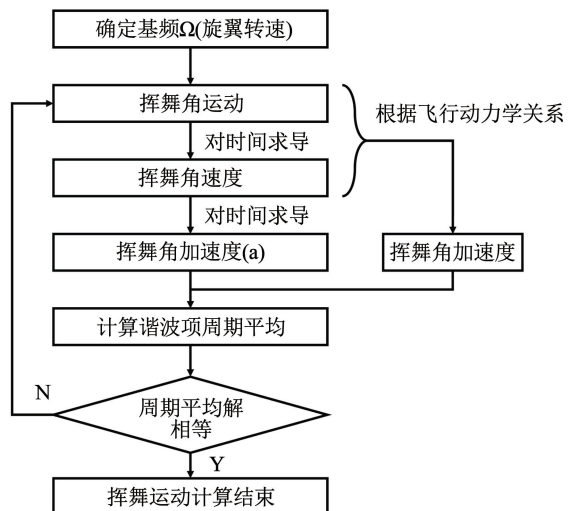 确定基频Ω(旋翼转速)
挥舞角运动
根据飞行动力学关系
对时间求导
挥舞角速度
对时间求导
挥舞角加速度(a)
挥舞角加速度
计算谐波项周期平均
N
周期平均解
相等
Y
挥舞运动计算结束